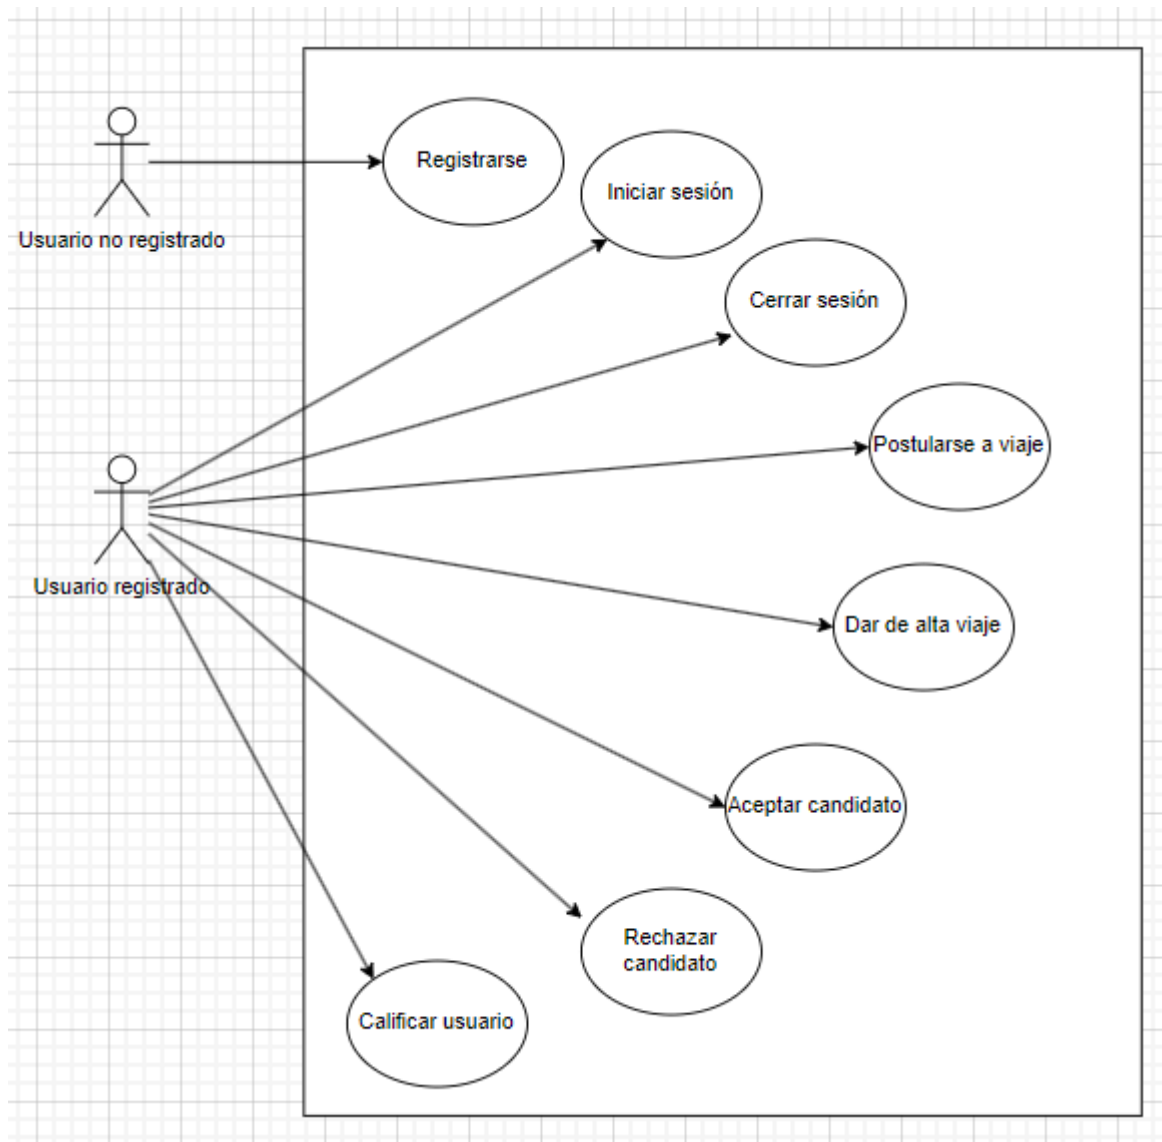 Registrarse
Iniciar sesión
Usuario no registrado
Cerrar sesión
Postularse a viaje
Usuario registrado
Dar de alta viaje
Aceptar candidato
Rechazar
candidato
Calificar usuario